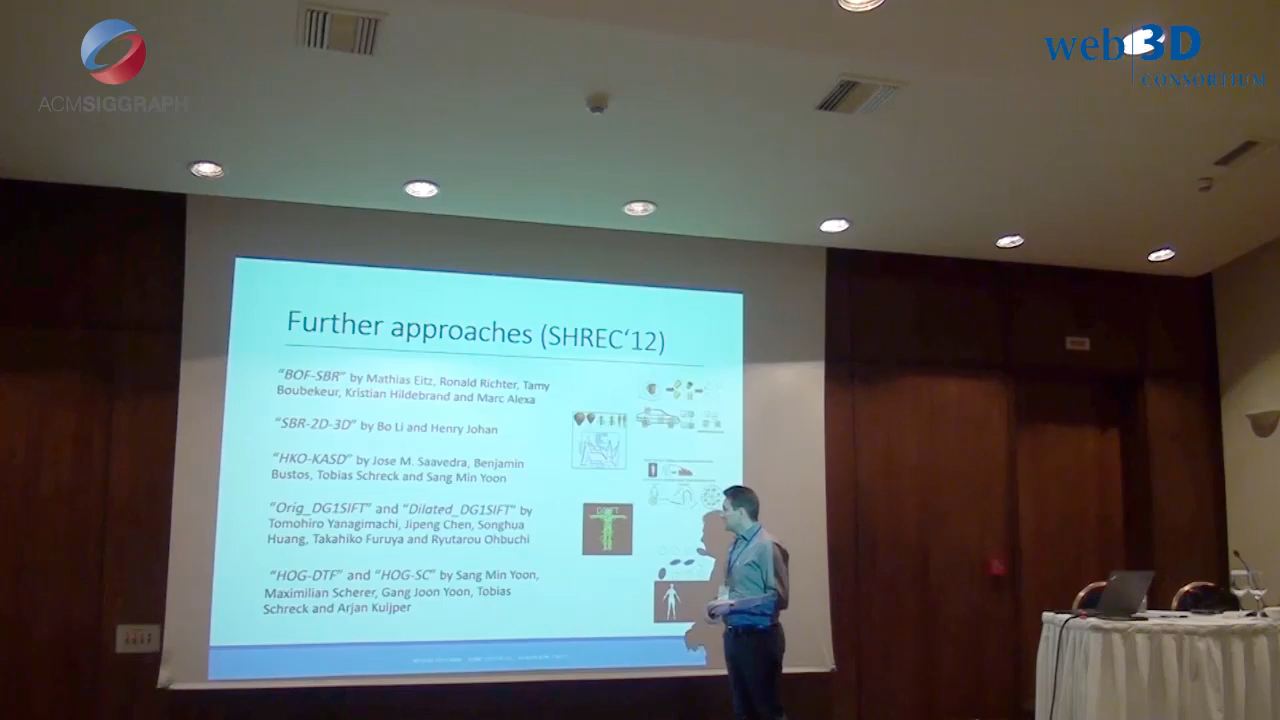 ACMSIGGRAPH
web 3D
CONSORTIUM
Further approaches (SHREC‘12)
“BOF-SBR” by Mathias Eitz, Ronald Richter, Tamy
Boubekeur, Kristian Hildebrand and Marc Alexa
“SBR-2D-3D” by Bo Li and Henry Johan
“HKO-KASD” by Jose M. Saavedra, Benjamin
Bustos, Tobias Schreck and Sang Min Yoon
“Orig_DG1SIFT” and “Dilated_DG1SIFT” by
Tomohiro Yanagimachi, Jipeng Chen, Songhua
Huang, Takahiko Furuya and Ryutarou Ohbuchi
“HOG-DTF” and “HOG-SC” by Sang Min Yoon,
Maximilian Scherer, Gang Joon Yoon, Tobias
Schreck and Arjan Kuijper